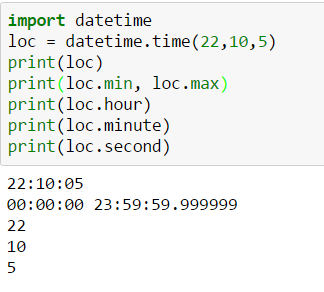 import datetime
loc = datetime.time(22,10,5)
print(loc)
print(loc.min, loc.max)
print(loc.hour)
print(loc.minute)
print(loc.second)
22:10:05
00:00:00 23:59:59.999999
22
10
5